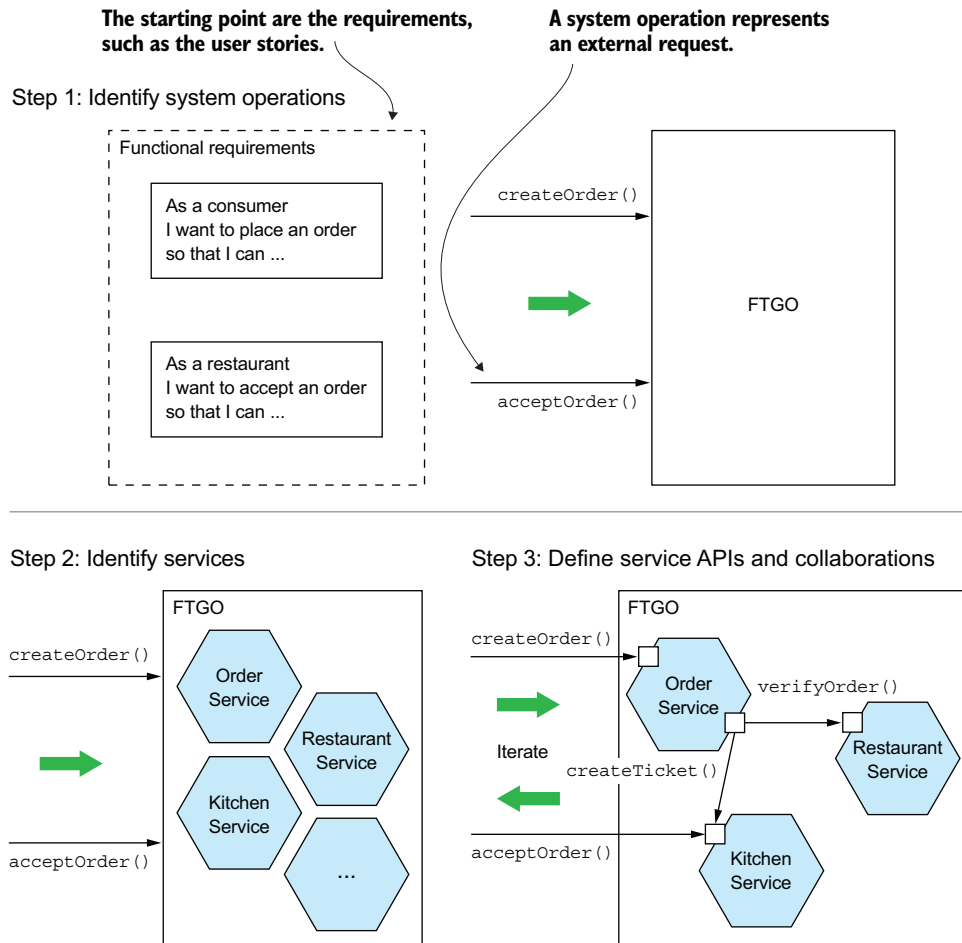 The starting point are the requirements,
such as the user stories.
A system operation represents
an external request.
Step 1: Identify system operations
Functional requirements
As a consumer
I want to place an order
so that I can ...
As a restaurant
I want to accept an order
so that I can ...
createOrder()
acceptOrder()
FTGO
Step 2: Identify services
createOrder()
acceptOrder()
FTGO
Order
Service
Restaurant
Service
Kitchen
Service
...
Step 3: Define service APIs and collaborations
FTGO
createOrder()
Order
Service
verifyOrder()
Restaurant
Service
Iterate
createTicket()
acceptOrder()
Kitchen
Service